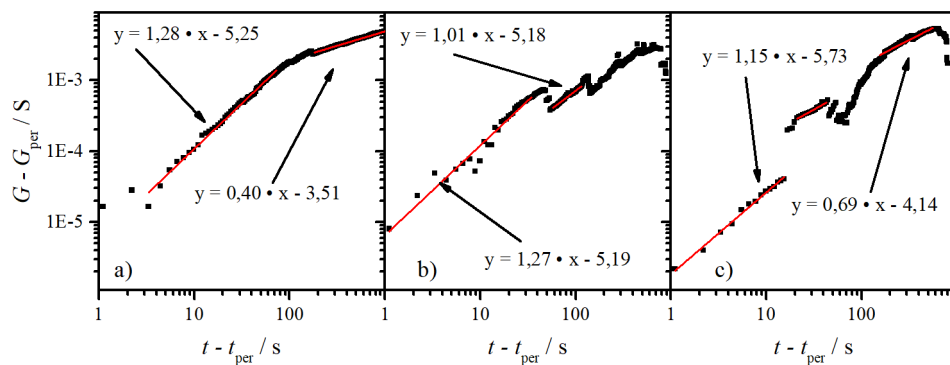 G - Gper / S
1E-3
1E-4
1E-5
y = 1,28 • x - 5,25
y = 0,40 • x - 3,51
a)
1
10
100
t - tper / s
y = 1,01 • x - 5,18
y = 1,27 • x - 5,19
b)
1
10
100
t - tper / s
y = 1,15 • x - 5,73
y = 0,69 • x - 4,14
c)
1
10
100
t - tper / s